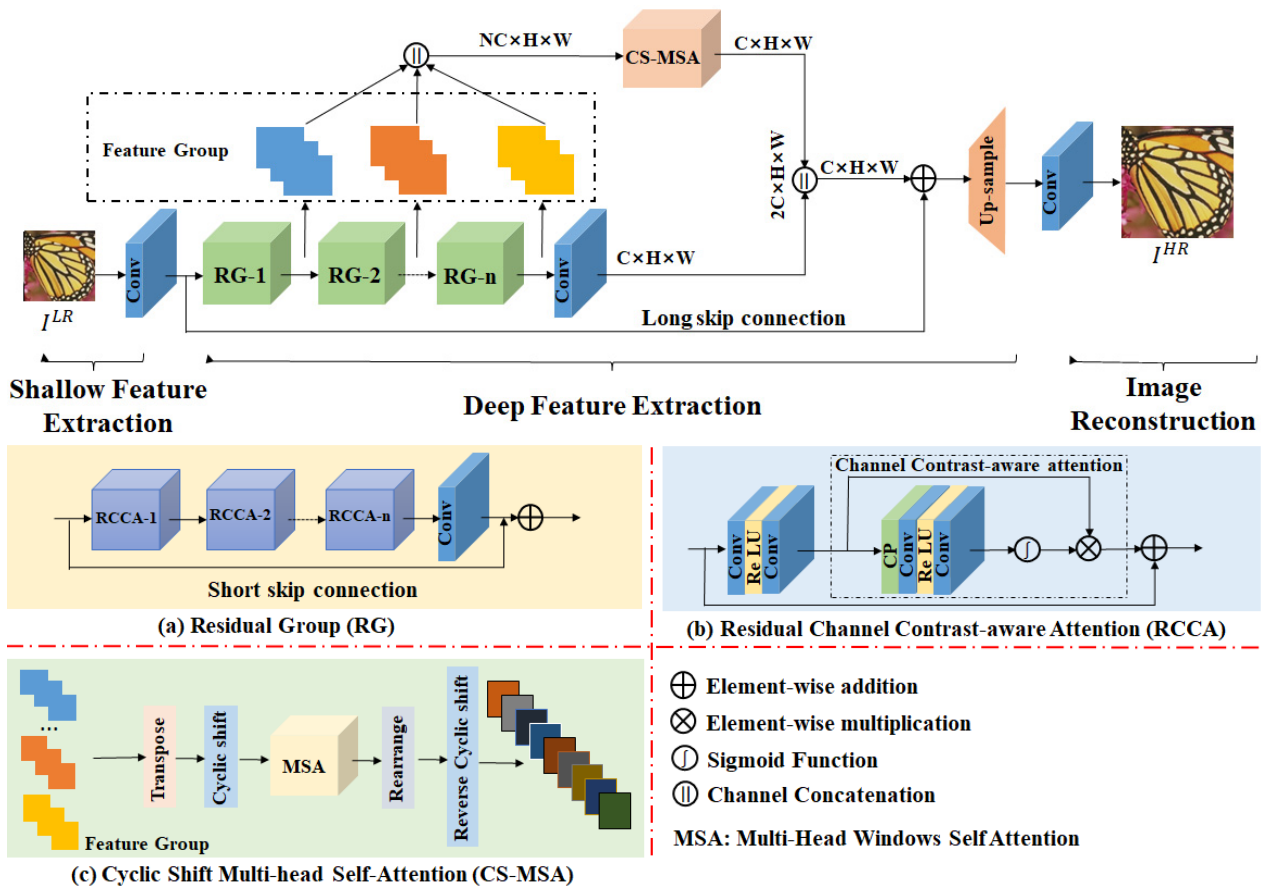 NC×H×W
CS-MSA
C×H×W
Feature Group
2C×H×W
C×H×W
Up-sample
Conv
I^HR
Conv
RG-1
RG-2
RG-n
Conv
C×H×W
I^LR
Long skip connection
Shallow Feature
Extraction
Deep Feature Extraction
Image
Reconstruction
RCCA-1
RCCA-2
RCCA-n
Conv
Short skip connection
(a) Residual Group (RG)
Channel Contrast-aware attention
Conv
Re LU
Conv
CP
Conv
Re LU
Conv
∫
(b) Residual Channel Contrast-aware Attention (RCCA)
...
Transpose
Cyclic shift
MSA
Rearrange
Reverse Cyclic shift
Feature Group
(c) Cyclic Shift Multi-head Self-Attention (CS-MSA)
Element-wise addition
Element-wise multiplication
∫ Sigmoid Function
Channel Concatenation
MSA: Multi-Head Windows Self Attention